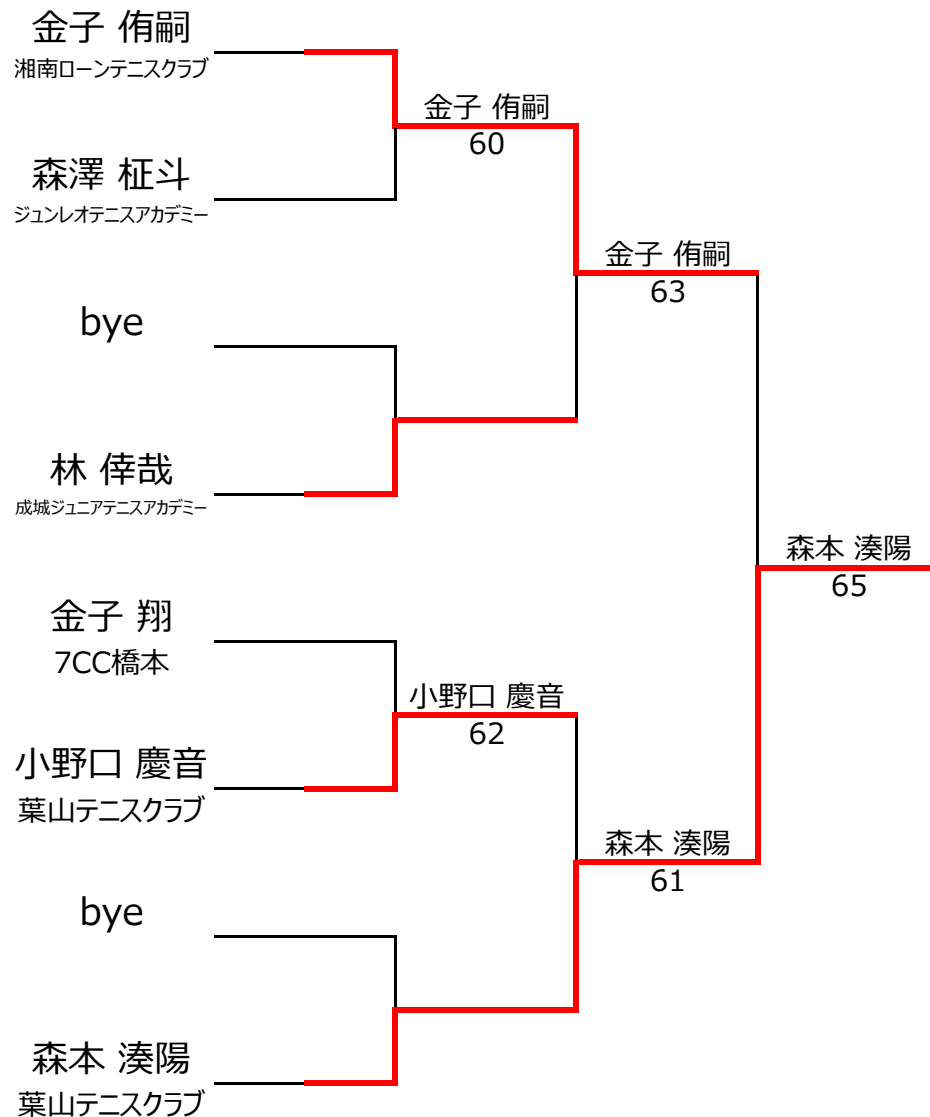 金子 侑嗣
湘南ローンテニスクラブ
金子 侑嗣
60
森澤 柾斗
ジュンレオテニスアカデミー
金子 侑嗣
63
bye
林 倖哉
成城ジュニアテニスアカデミー
森本 湊陽
65
金子 翔
7CC橋本
小野口 慶音
62
小野口 慶音
葉山テニスクラブ
森本 湊陽
61
bye
森本 湊陽
葉山テニスクラブ